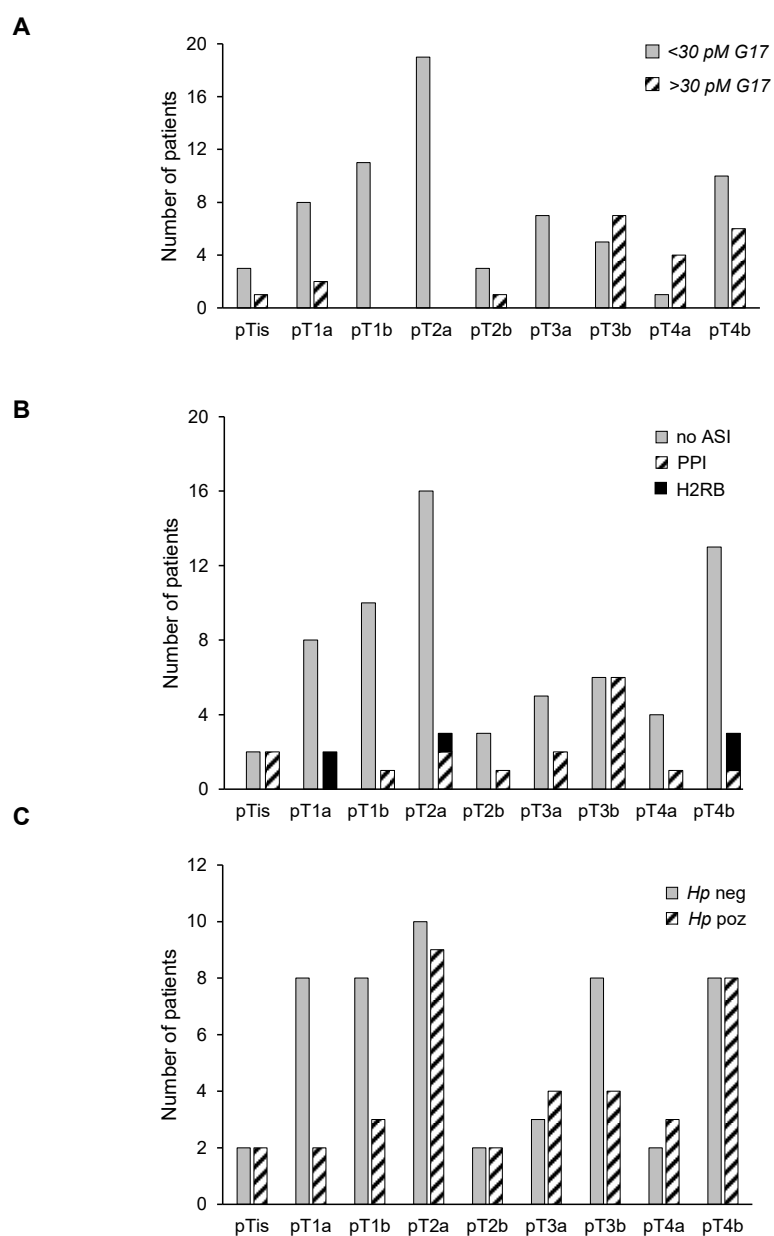 A
20
16
12
8
4
0
Number of patients
<30 pM G17
>30 pM G17
pTis pT1a pT1b pT2a pT2b pT3a pT3b pT4a pT4b
B
20
16
12
8
4
0
Number of patients
no ASI
PPI
H2RB
pTis pT1a pT1b pT2a pT2b pT3a pT3b pT4a pT4b
C
12
10
8
6
4
2
0
Number of patients
Hp neg
Hp poz
pTis pT1a pT1b pT2a pT2b pT3a pT3b pT4a pT4b